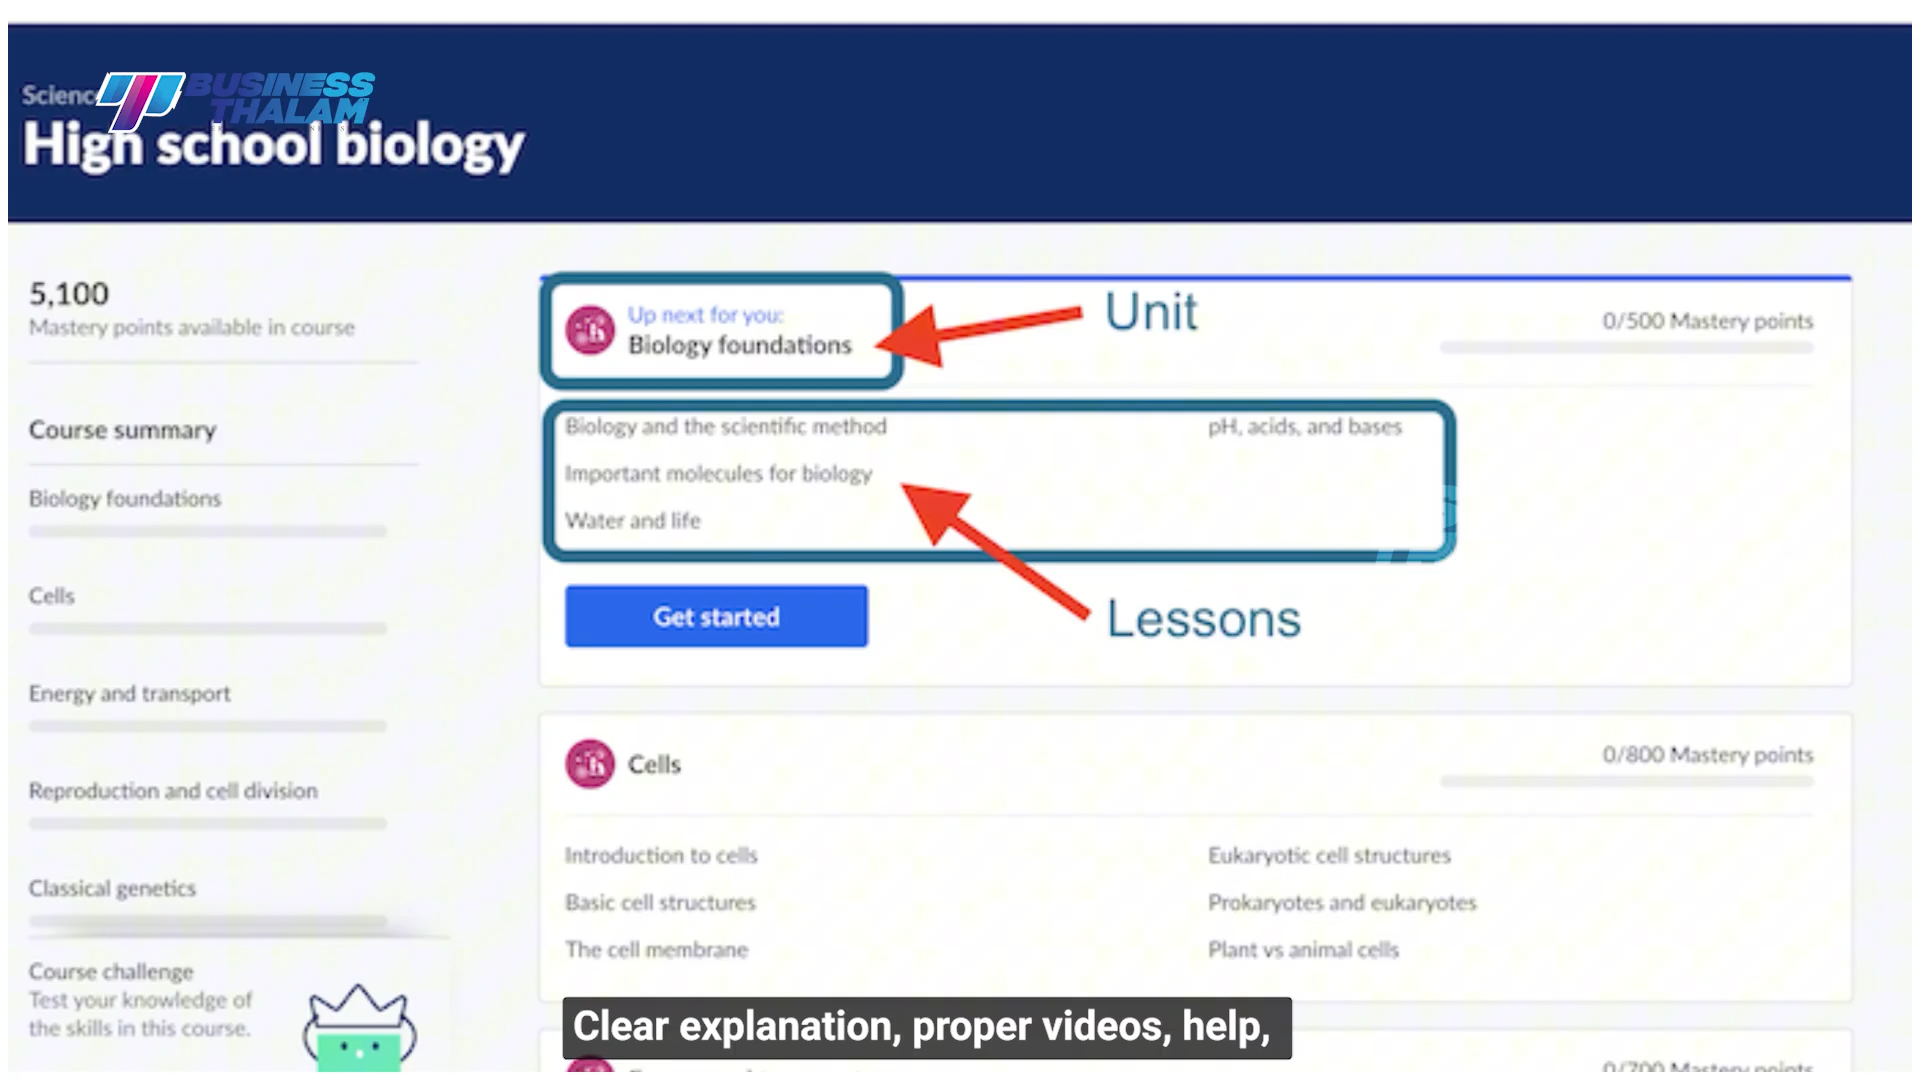 Science
BUSINESS
THALAM
High school biology
5,100
Mastery points available in course
Course summary
Biology foundations
Cells
Energy and transport
Reproduction and cell division
Classical genetics
Course challenge
Test your knowledge of
the skills in this course.
Up next for you:
Biology foundations
Unit
0/500 Mastery points
Biology and the scientific method
pH, acids, and bases
Important molecules for biology
Water and life
Get started
Lessons
Cells
0/800 Mastery points
Introduction to cells
Eukaryotic cell structures
Basic cell structures
Prokaryotes and eukaryotes
The cell membrane
Plant vs animal cells
Clear explanation, proper videos, help,
0/700 Mastery points